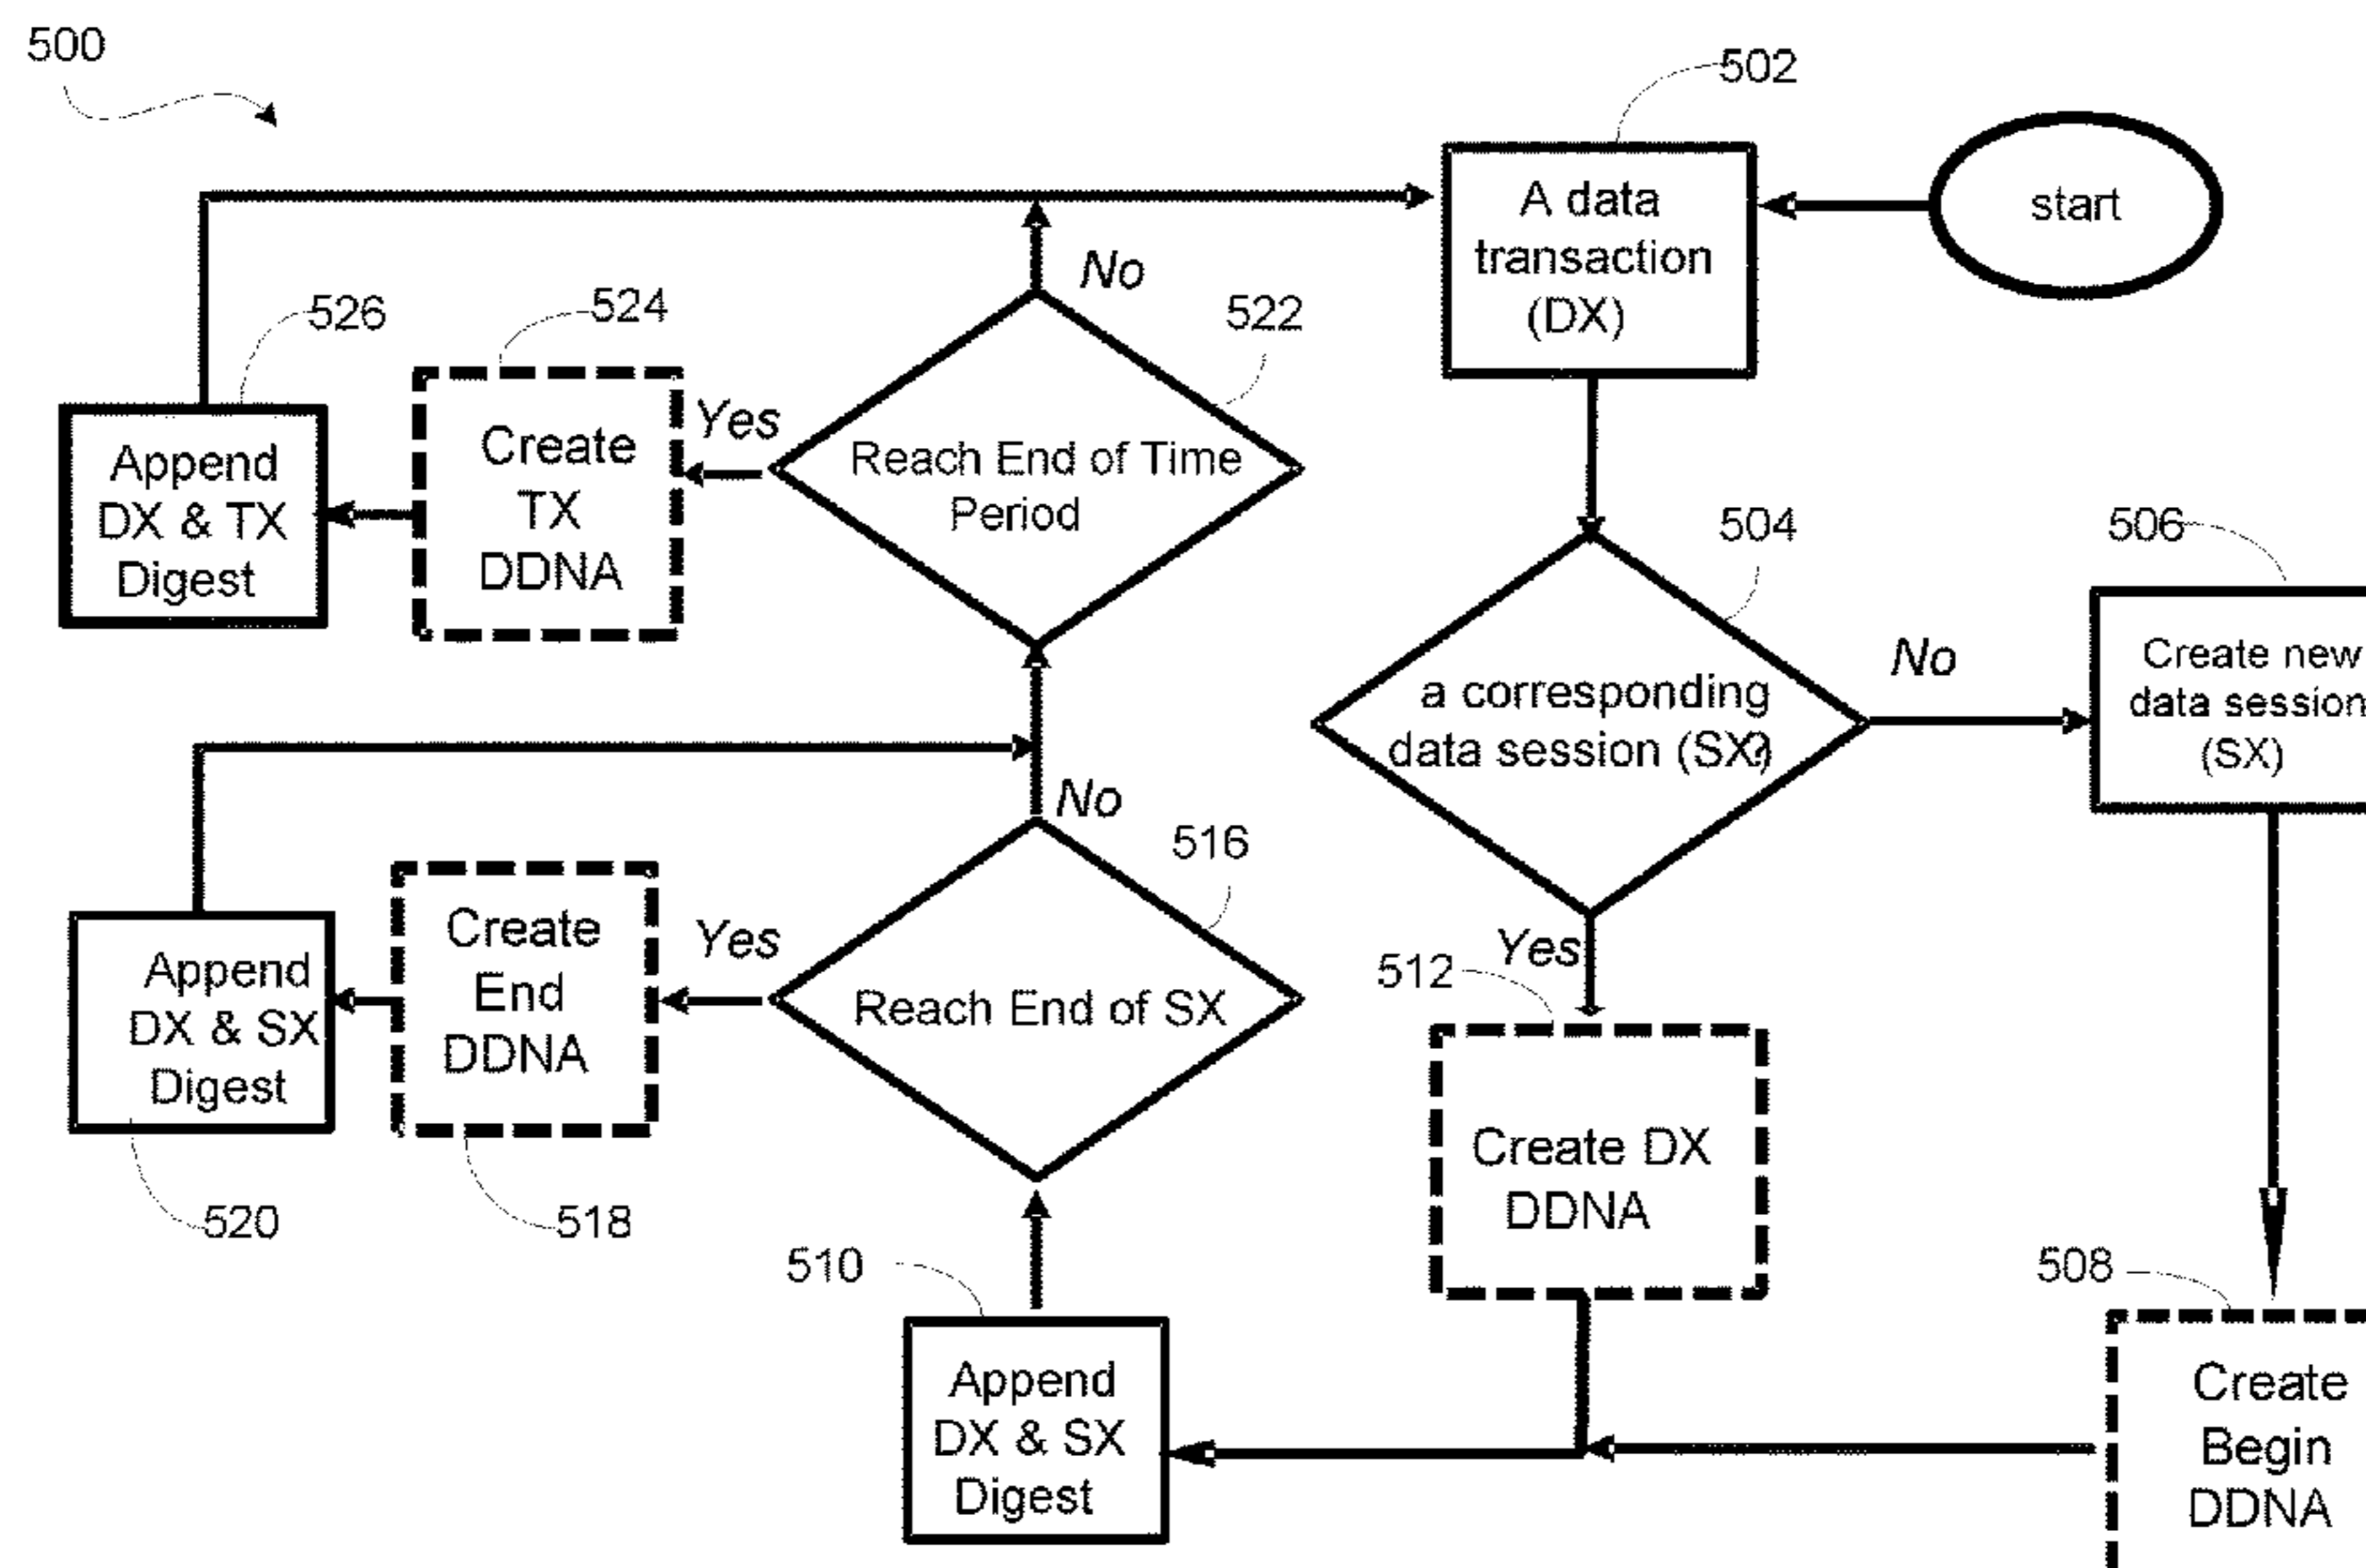 500
502
A data
transaction
(DX)
start
526
524
522
No
Append
DX & TX
Digest
Create
TX
DDNA
Yes
Reach End of Time
Period
504
506
a corresponding
data session (SX?)
No
Create new
data session
(SX)
No
516
Append
DX & SX
Digest
Create
End
DDNA
Yes
Reach End of SX
Yes
512
Create DX
DDNA
520
518
510
508
Append
DX & SX
Digest
Create
Begin
DDNA